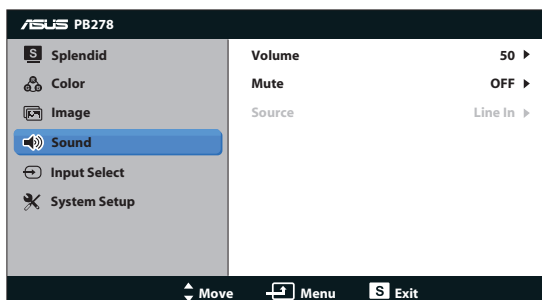 ASUS PB278
S Splendid
Color
Image
Sound
Input Select
System Setup
Volume 50
Mute OFF
Source Line In
Move Menu S Exit